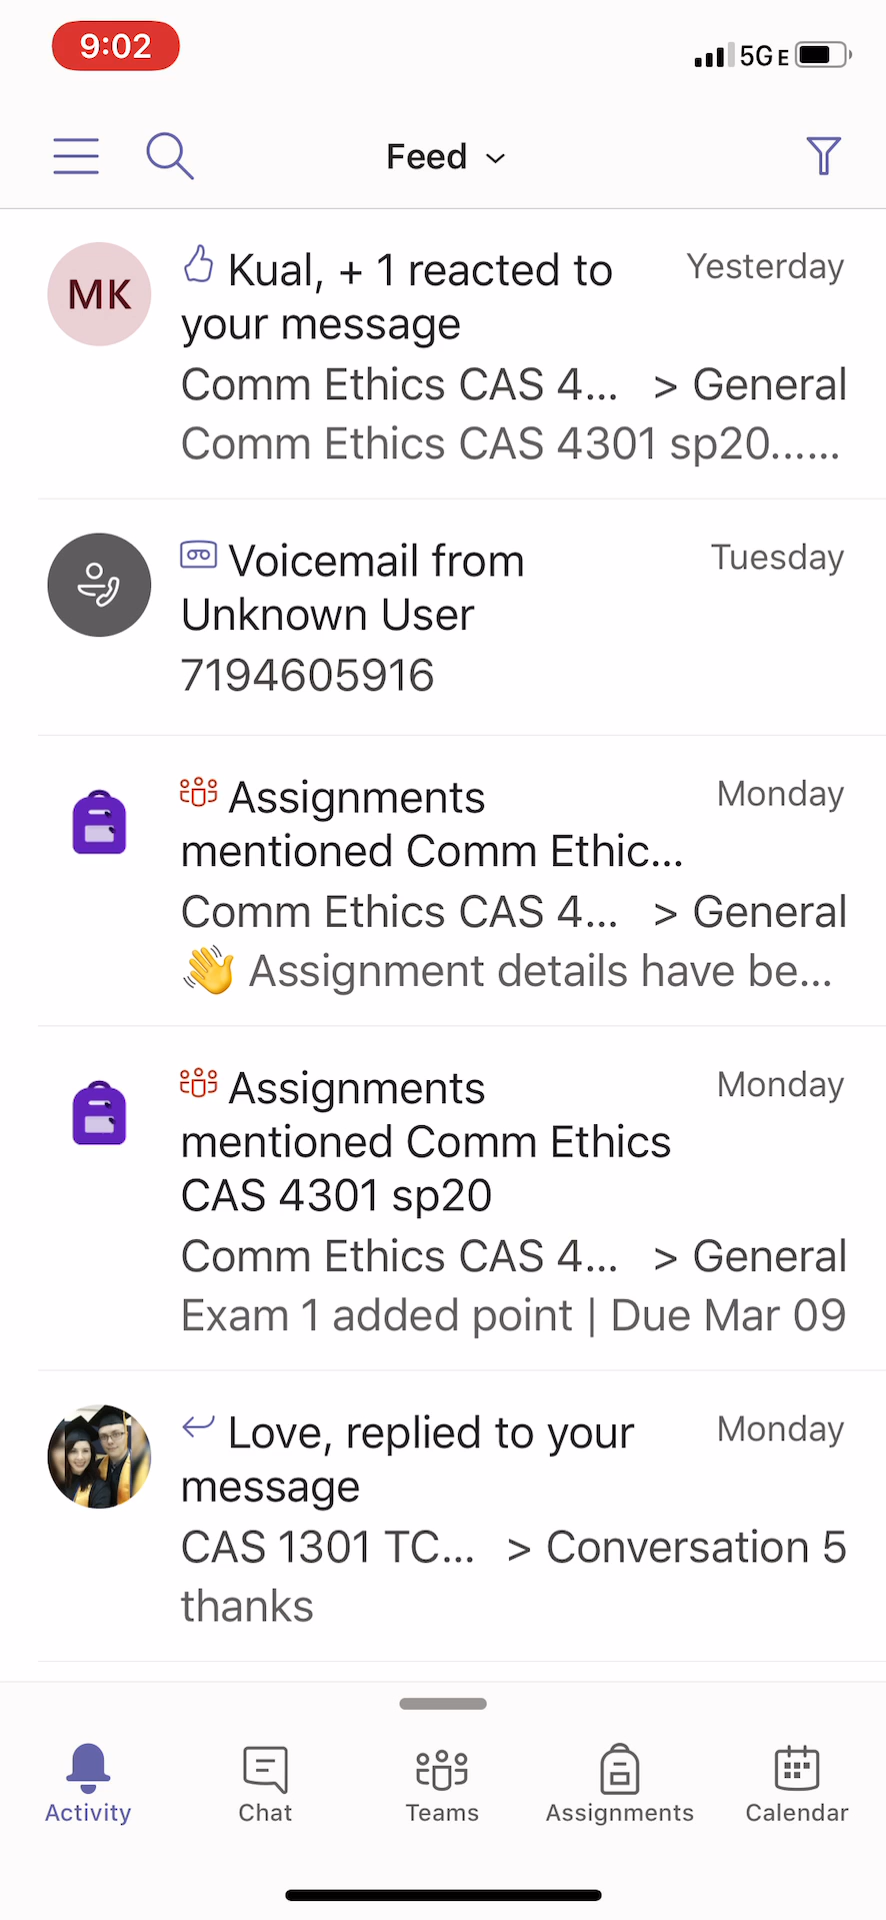 9:02
5GE
Feed
Kual, + 1 reacted to
your message
Yesterday
MK
Comm Ethics CAS 4... > General
Comm Ethics CAS 4301 sp20......
Voicemail from
Unknown User
Tuesday
7194605916
Assignments
mentioned Comm Ethic...
Monday
Comm Ethics CAS 4... > General
👋 Assignment details have be...
Assignments
mentioned Comm Ethics
CAS 4301 sp20
Monday
Comm Ethics CAS 4... > General
Exam 1 added point | Due Mar 09
Love, replied to your
message
Monday
CAS 1301 TC... > Conversation 5
thanks
Activity Chat Teams Assignments Calendar